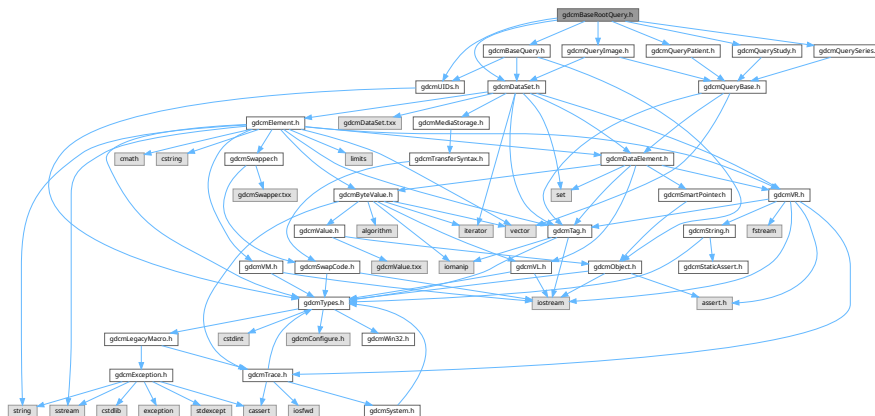 gdcmBaseRootQuery.h
gdcmBaseQuery.h
gdcmQueryImage.h
gdcmQueryPatient.h
gdcmQueryStudy.h
gdcmQuerySeries.h
gdcmUIDs.h
gdcmDataSet.h
gdcmQueryBase.h
gdcmElement.h
gdcmDataSet.txx
gdcmMediaStorage.h
cmath
cstring
gdcmSwapper.h
limits
gdcmTransferSyntax.h
gdcmDataElement.h
gdcmSwapper.txx
gdcmByteValue.h
set
gdcmSmartPointer.h
gdcmVR.h
gdcmValue.h
algorithm
iterator
vector
gdcmTag.h
gdcmString.h
fstream
gdcmVM.h
gdcmSwapCode.h
gdcmValue.txx
iomanip
gdcmVL.h
gdcmObject.h
gdcmStaticAssert.h
gdcmTypes.h
iostream
assert.h
gdcmLegacyMacro.h
cstdint
gdcmConfigure.h
gdcmWin32.h
gdcmException.h
gdcmTrace.h
string
sstream
cstdlib
exception
stdexcept
cassert
iosfwd
gdcmSystem.h